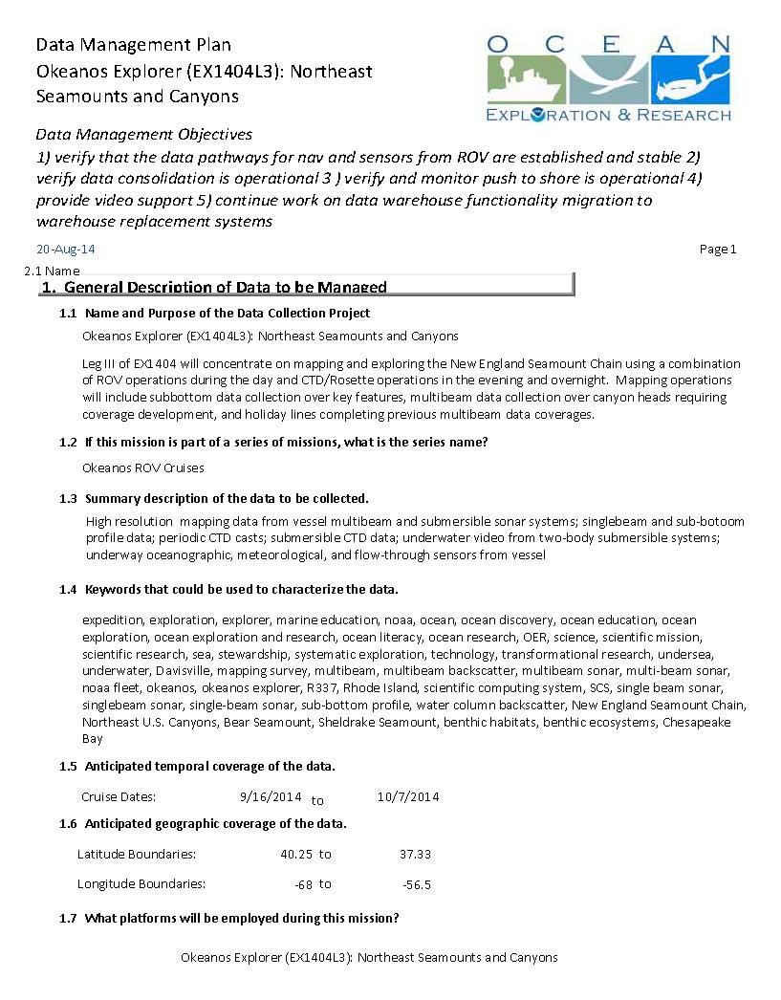 Data Management Plan
Okeanos Explorer (EX1404L3): Northeast
Seamounts and Canyons
OCEAN
EXPLORATION & RESEARCH
Data Management Objectives
1) verify that the data pathways for nav and sensors from ROV are established and stable 2)
verify data consolidation is operational 3 ) verify and monitor push to shore is operational 4)
provide video support 5) continue work on data warehouse functionality migration to
warehouse replacement systems
20-Aug-14 Page 1
2.1 Name
1. General Description of Data to be Managed
1.1 Name and Purpose of the Data Collection Project
Okeanos Explorer (EX1404L3): Northeast Seamounts and Canyons
Leg III of EX1404 will concentrate on mapping and exploring the New England Seamount Chain using a combination
of ROV operations during the day and CTD/Rosette operations in the evening and overnight. Mapping operations
will include subbottom data collection over key features, multibeam data collection over canyon heads requiring
coverage development, and holiday lines completing previous multibeam data coverages.
1.2 If this mission is part of a series of missions, what is the series name?
Okeanos ROV Cruises
1.3 Summary description of the data to be collected.
High resolution mapping data from vessel multibeam and submersible sonar systems; singlebeam and sub-botoom
profile data; periodic CTD casts; submersible CTD data; underwater video from two-body submersible systems;
underway oceanographic, meteorological, and flow-through sensors from vessel
1.4 Keywords that could be used to characterize the data.
expedition, exploration, explorer, marine education, noaa, ocean, ocean discovery, ocean education, ocean
exploration, ocean exploration and research, ocean literacy, ocean research, OER, science, scientific mission,
scientific research, sea, stewardship, systematic exploration, technology, transformational research, undersea,
underwater, Davisville, mapping survey, multibeam, multibeam backscatter, multibeam sonar, multi-beam sonar,
noaa fleet, okeanos, okeanos explorer, R337, Rhode Island, scientific computing system, SCS, single beam sonar,
singlebeam sonar, single-beam sonar, sub-bottom profile, water column backscatter, New England Seamount Chain,
Northeast U.S. Canyons, Bear Seamount, Sheldrake Seamount, benthic habitats, benthic ecosystems, Chesapeake
Bay
1.5 Anticipated temporal coverage of the data.
Cruise Dates: 9/16/2014 to 10/7/2014
1.6 Anticipated geographic coverage of the data.
Latitude Boundaries: 40.25 to 37.33
Longitude Boundaries: -68 to -56.5
1.7 What platforms will be employed during this mission?
Okeanos Explorer (EX1404L3): Northeast Seamounts and Canyons